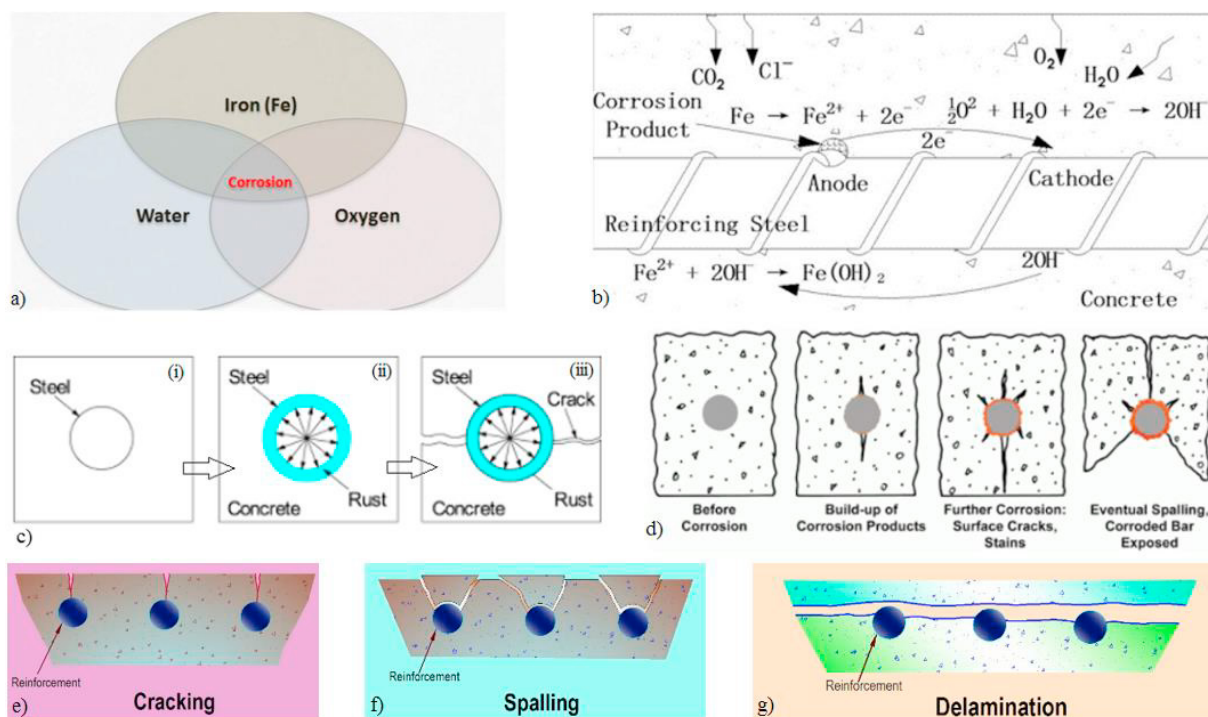 Iron (Fe)
Corrosion
Water
Oxygen
a)
CO₂
Cl⁻
O₂
H₂O
Corrosion
Product
Fe → Fe²⁺ + 2e⁻
½O² + H₂O + 2e⁻ → 2OH⁻
2e⁻
Anode
Cathode
Reinforcing Steel
Fe²⁺ + 2OH⁻ → Fe(OH)₂
2OH⁻
b)
Concrete
(i)
Steel
(ii)
Steel
Rust
Concrete
(iii)
Steel
Crack
Rust
Concrete
c)
d)
Before
Corrosion
Build-up of
Corrosion Products
Further Corrosion:
Surface Cracks,
Stains
Eventual Spalling,
Corroded Bar
Exposed
Reinforcement
e)
Cracking
Reinforcement
f)
Spalling
Reinforcement
g)
Delamination